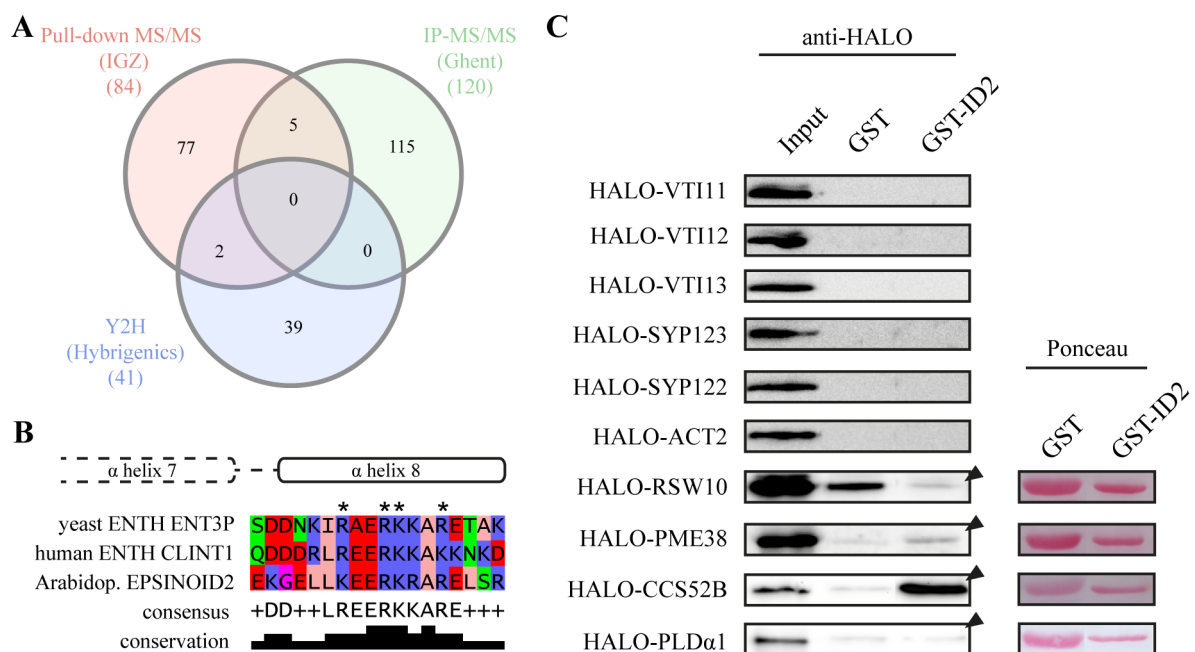 A
Pull-down MS/MS
(IGZ)
(84)
IP-MS/MS
(Ghent)
(120)
77
5
115
0
2
0
39
Y2H
(Hybrigenics)
(41)
B
α helix 7
α helix 8
* ** *
yeast ENTH ENT3P SDDNKIRAERKKARETAK
human ENTH CLINT1 QDDDRLREERKKAKKNKD
Arabidop. EPSINOID2 EKGELLKEERKRARELSR
consensus +DD++LREERKKARE+++
conservation
C
anti-HALO
Input GST GST-ID2
HALO-VTI11
HALO-VTI12
HALO-VTI13
HALO-SYP123
HALO-SYP122
HALO-ACT2
HALO-RSW10
HALO-PME38
HALO-CCS52B
HALO-PLDα1
Ponceau
GST GST-ID2